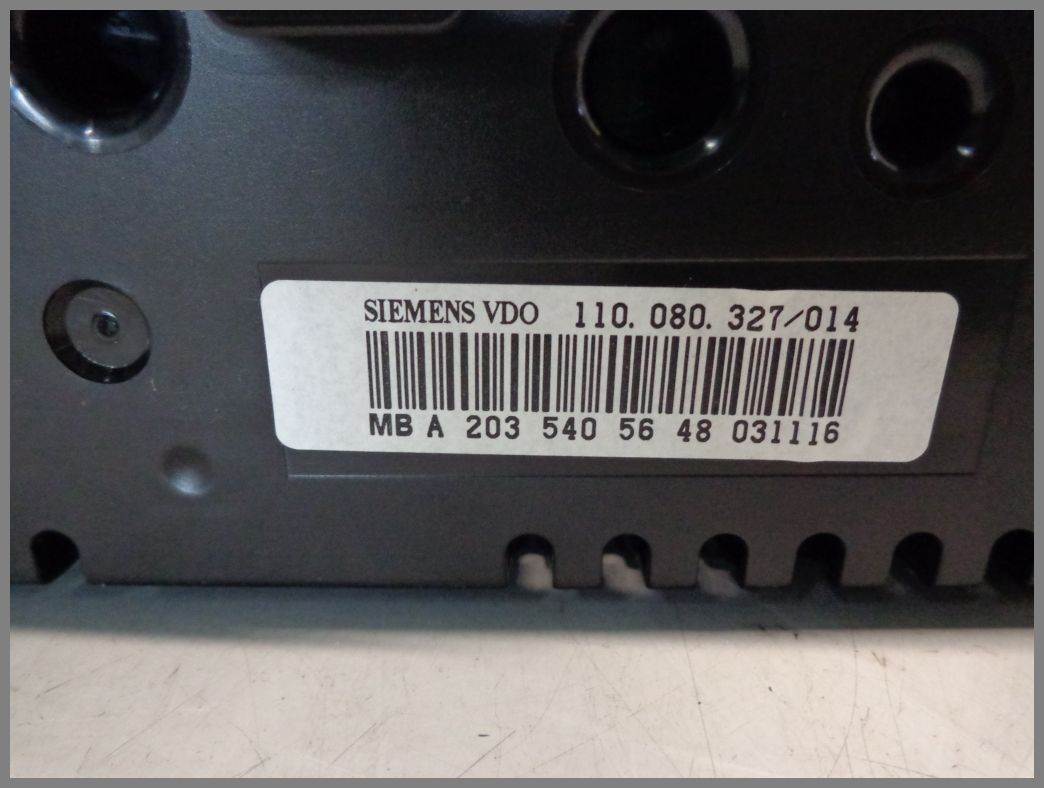 SIEMENS VDO 110.080.327/014
MB A 203 540 56 48 031116